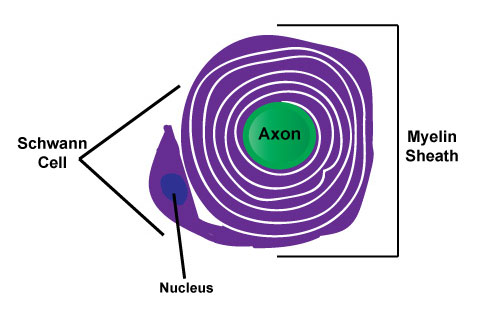 Schwann
Cell
Axon
Myelin
Sheath
Nucleus